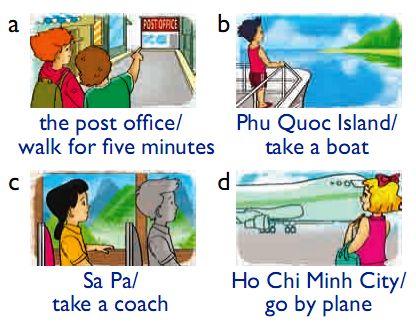 a
POST OFFICE
the post office/
walk for five minutes
b
Phu Quoc Island/
take a boat
c
Sa Pa/
take a coach
d
Ho Chi Minh City/
go by plane